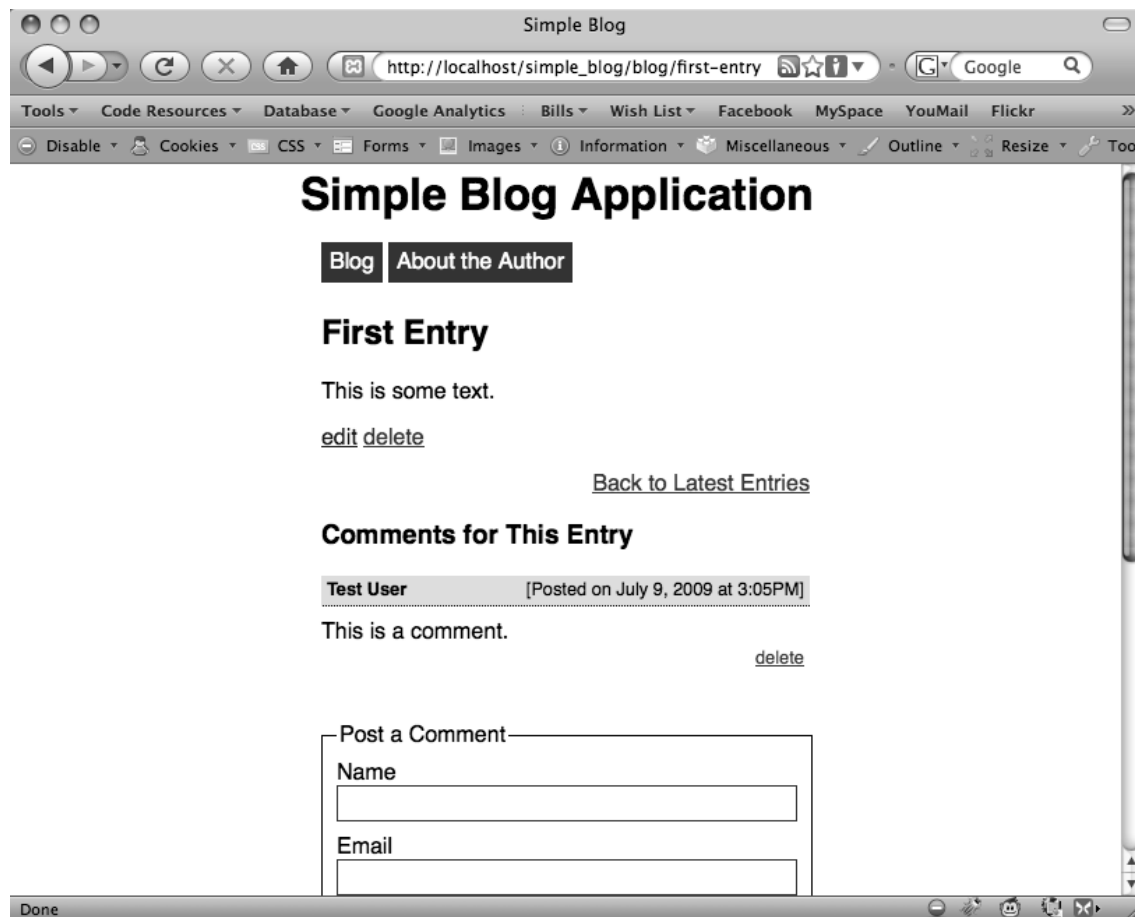 Simple Blog
http://localhost/simple_blog/blog/first-entry G Google
Tools Code Resources Database Google Analytics Bills Wish List Facebook MySpace YouMail Flickr »
Disable Cookies CSS Forms Images Information Miscellaneous Outline Resize Too
Simple Blog Application
Blog About the Author
First Entry
This is some text.
edit delete
Back to Latest Entries
Comments for This Entry
Test User [Posted on July 9, 2009 at 3:05PM]
This is a comment.
delete
Post a Comment
Name
Email
Done